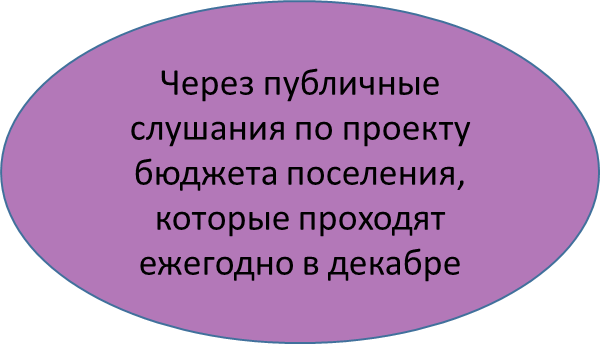 Через публичные
слушания по проекту
бюджета поселения,
которые проходят
ежегодно в декабре